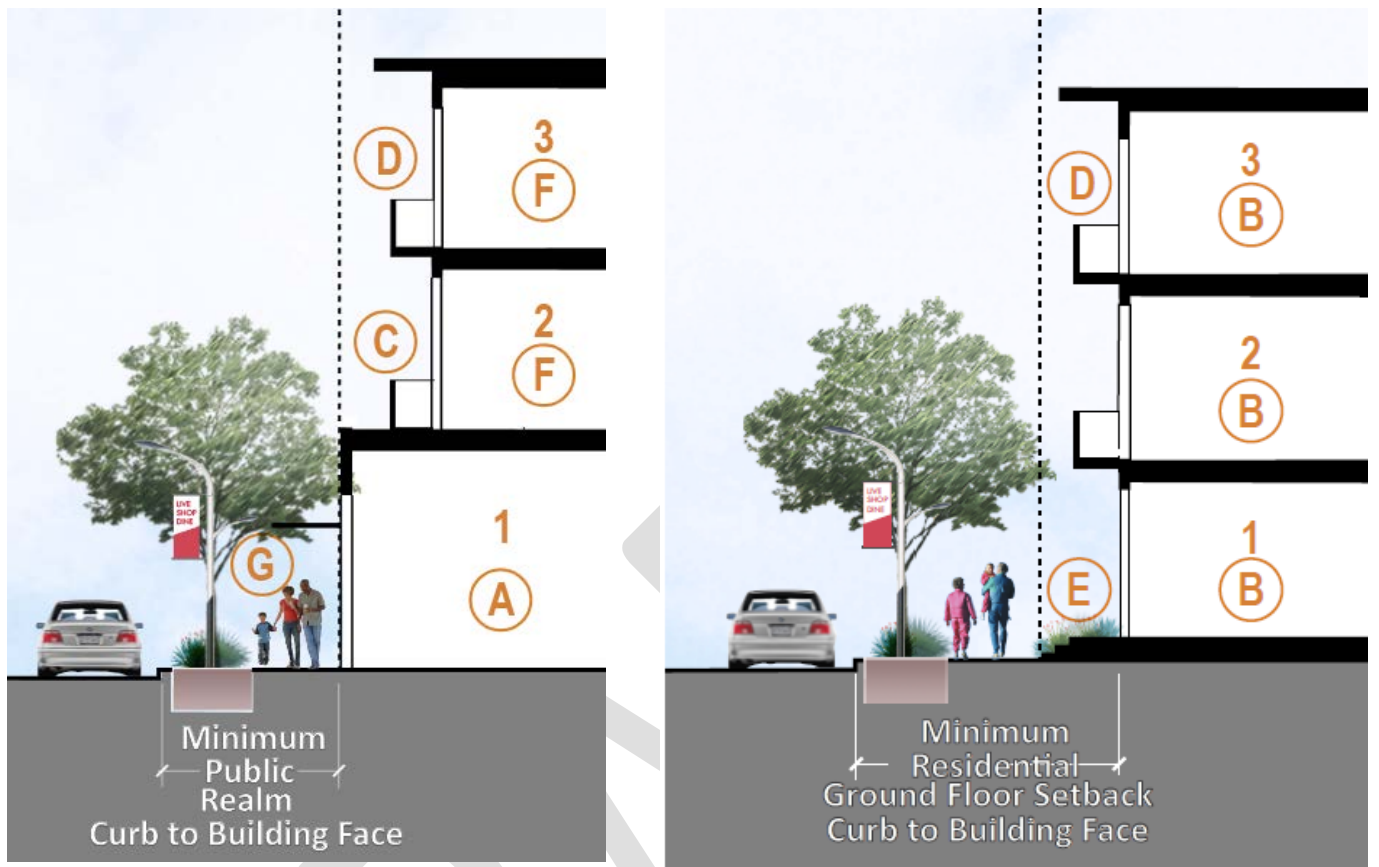 D
3
F
C
2
F
LIVE
SHOP
DINE
G
1
A
Minimum
Public
Realm
Curb to Building Face
D
3
B
2
B
LIVE
SHOP
DINE
E
1
B
Minimum
Residential
Ground Floor Setback
Curb to Building Face